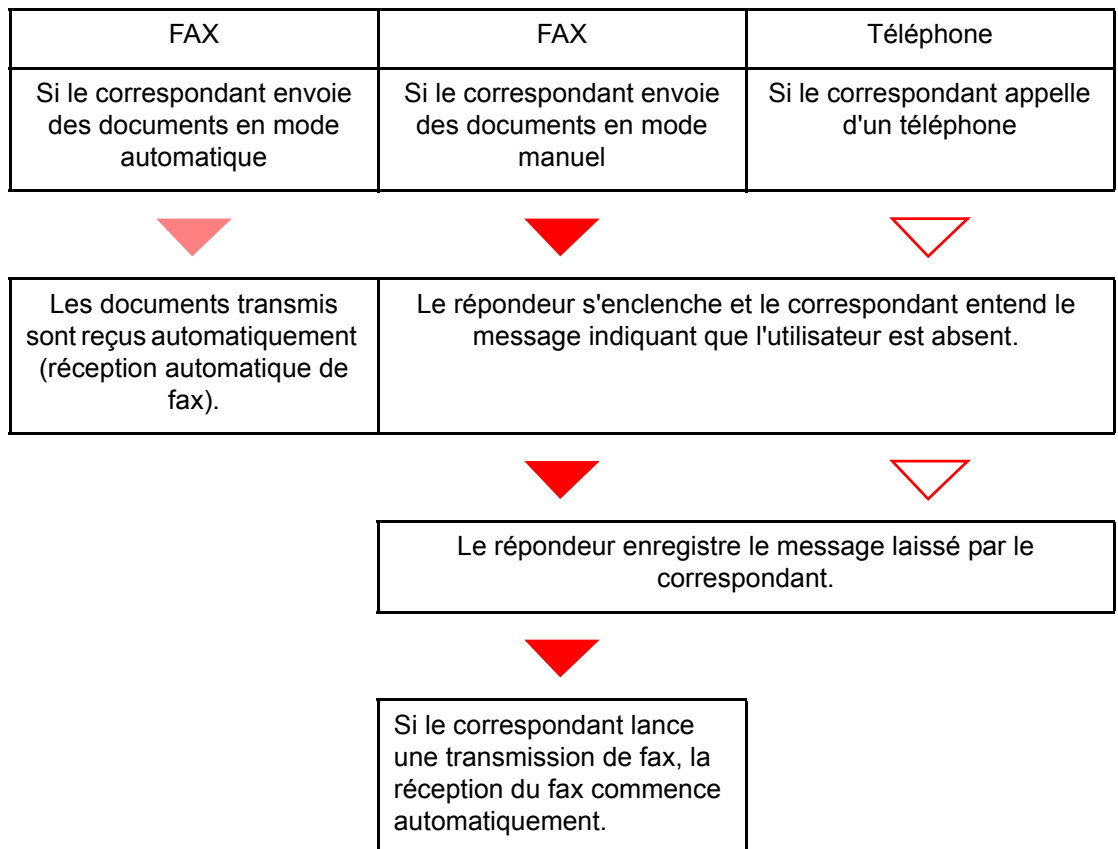 FAX
FAX
Téléphone
Si le correspondant envoie
des documents en mode
automatique
Si le correspondant envoie
des documents en mode
manuel
Si le correspondant appelle
d'un téléphone
Les documents transmis
sont reçus automatiquement
(réception automatique de
fax).
Le répondeur s'enclenche et le correspondant entend le
message indiquant que l'utilisateur est absent.
Le répondeur enregistre le message laissé par le
correspondant.
Si le correspondant lance
une transmission de fax, la
réception du fax commence
automatiquement.